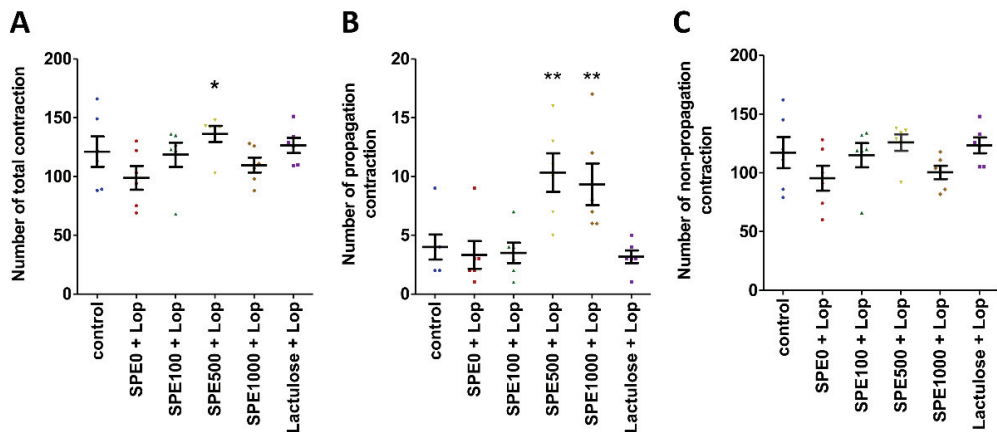 A
Number of total contraction
200
150
100
50
0
*
control
SPE0 + Lop
SPE100 + Lop
SPE500 + Lop
SPE1000 + Lop
Lactulose + Lop
B
Number of propagation
contraction
20
15
10
5
0
**
**
control
SPE0 + Lop
SPE100 + Lop
SPE500 + Lop
SPE1000 + Lop
Lactulose + Lop
C
Number of non-propagation
contraction
200
150
100
50
0
control
SPE0 + Lop
SPE100 + Lop
SPE500 + Lop
SPE1000 + Lop
Lactulose + Lop